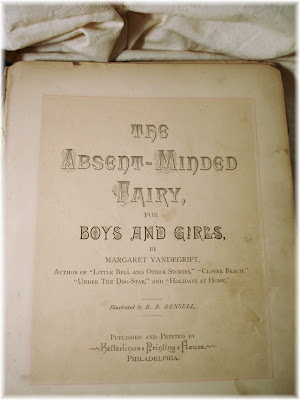 THE
ABSENT-MINDED
FAIRY,
FOR
BOYS AND GIRLS,
BY
MARGARET VANDEGRIFT,
AUTHOR OF "LITTLE BELL AND OTHER STORIES," "CLOVER BEACH,"
"UNDER THE DOG-STAR," AND "HOLIDAYS AT HOME."
Illustrated by E. B. BENSELL.
PUBLISHED AND PRINTED BY
Ketterlinus Printing House,
PHILADELPHIA.